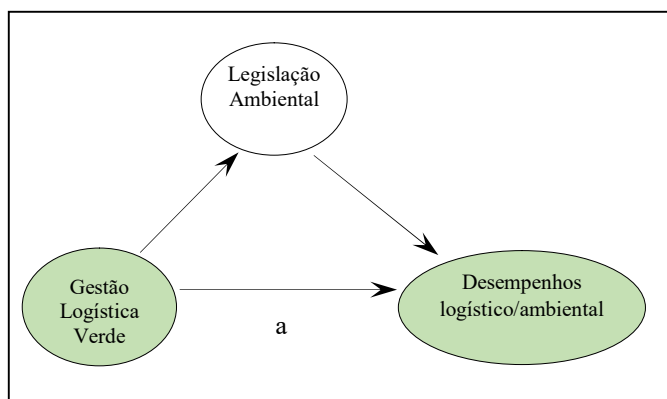 Legislação
Ambiental
Gestão
Logística
Verde
Desempenhos
logístico/ambiental
a